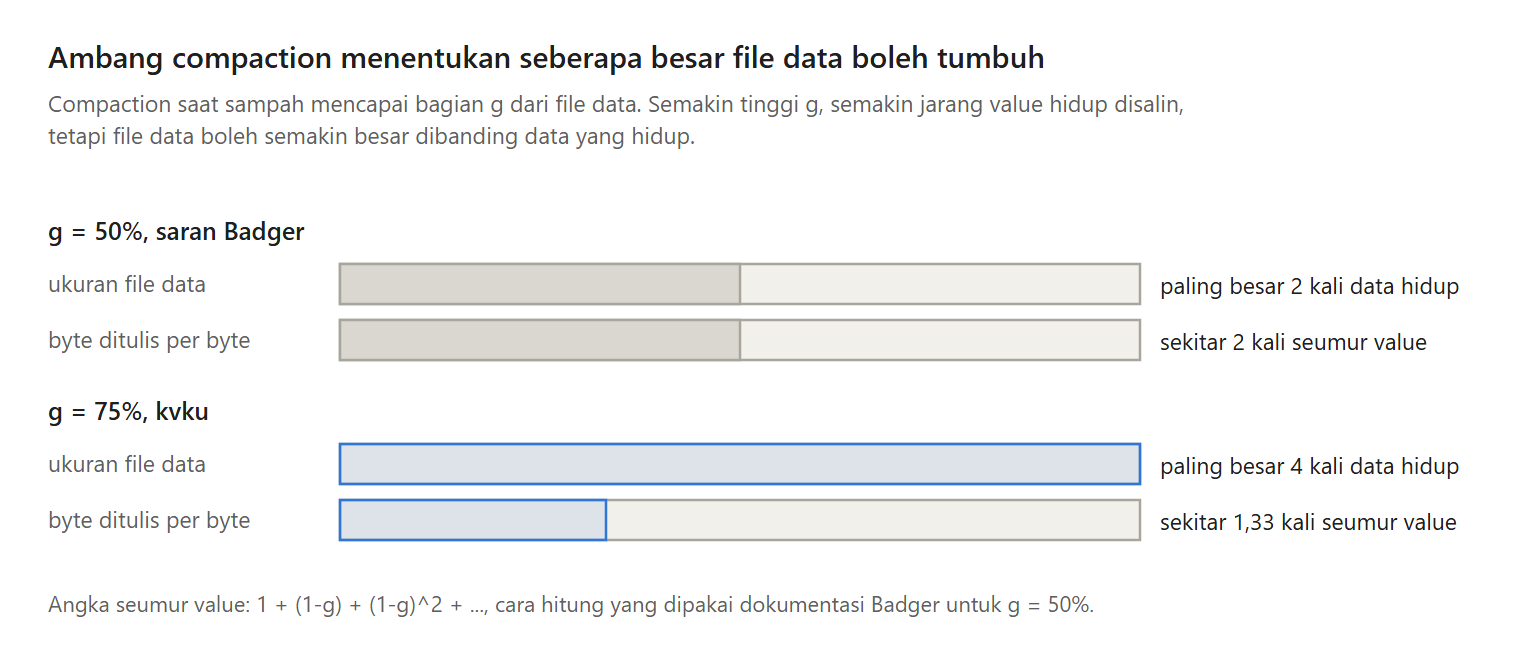 Ambang compaction menentukan seberapa besar file data boleh tumbuh
Compaction saat sampah mencapai bagian g dari file data. Semakin tinggi g, semakin jarang value hidup disalin,
tetapi file data boleh semakin besar dibanding data yang hidup.
g = 50%, saran Badger
ukuran file data
paling besar 2 kali data hidup
byte ditulis per byte
sekitar 2 kali seumur value
g = 75%, kvku
ukuran file data
paling besar 4 kali data hidup
byte ditulis per byte
sekitar 1,33 kali seumur value
Angka seumur value: 1 + (1-g) + (1-g)^2 + ..., cara hitung yang dipakai dokumentasi Badger untuk g = 50%.